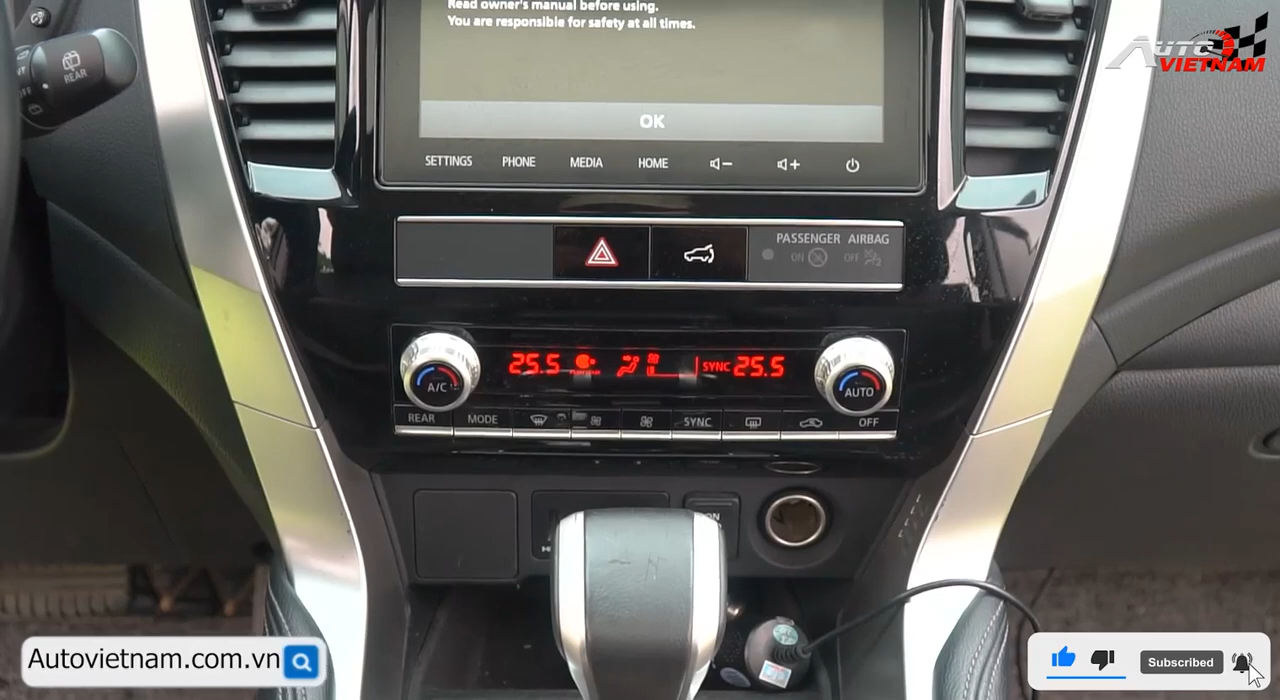 Read owner's manual before using.
You are responsible for safety at all times.
OK
SETTINGS PHONE MEDIA HOME
AUTO
VIETNAM
REAR
PASSENGER AIRBAG
ON OFF
25.5 SYNC 25.5
A/C
AUTO
REAR MODE SYNC OFF
Autovietnam.com.vn
Subscribed